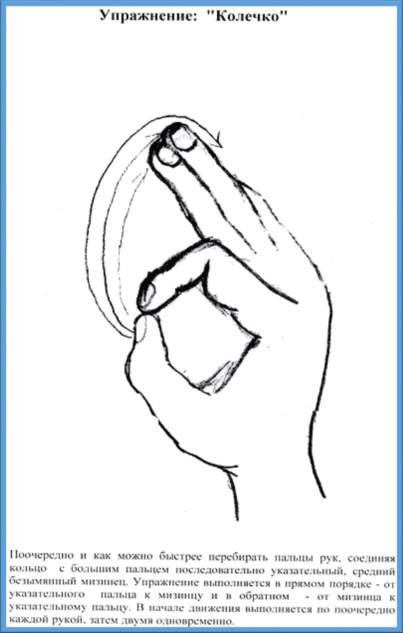 Упражнение: "Колечко"
Поочередно и как можно быстрее перебирать пальцы рук, соединяя
кольцо с большим пальцем последовательно указательный, средний
безымянный мизинец. Упражнение выполняется в прямом порядке - от
указательного пальца к мизинцу и в обратном - от мизинца к
указательному пальцу. В начале движения выполняется по поочередно
каждой рукой, затем двумя одновременно.